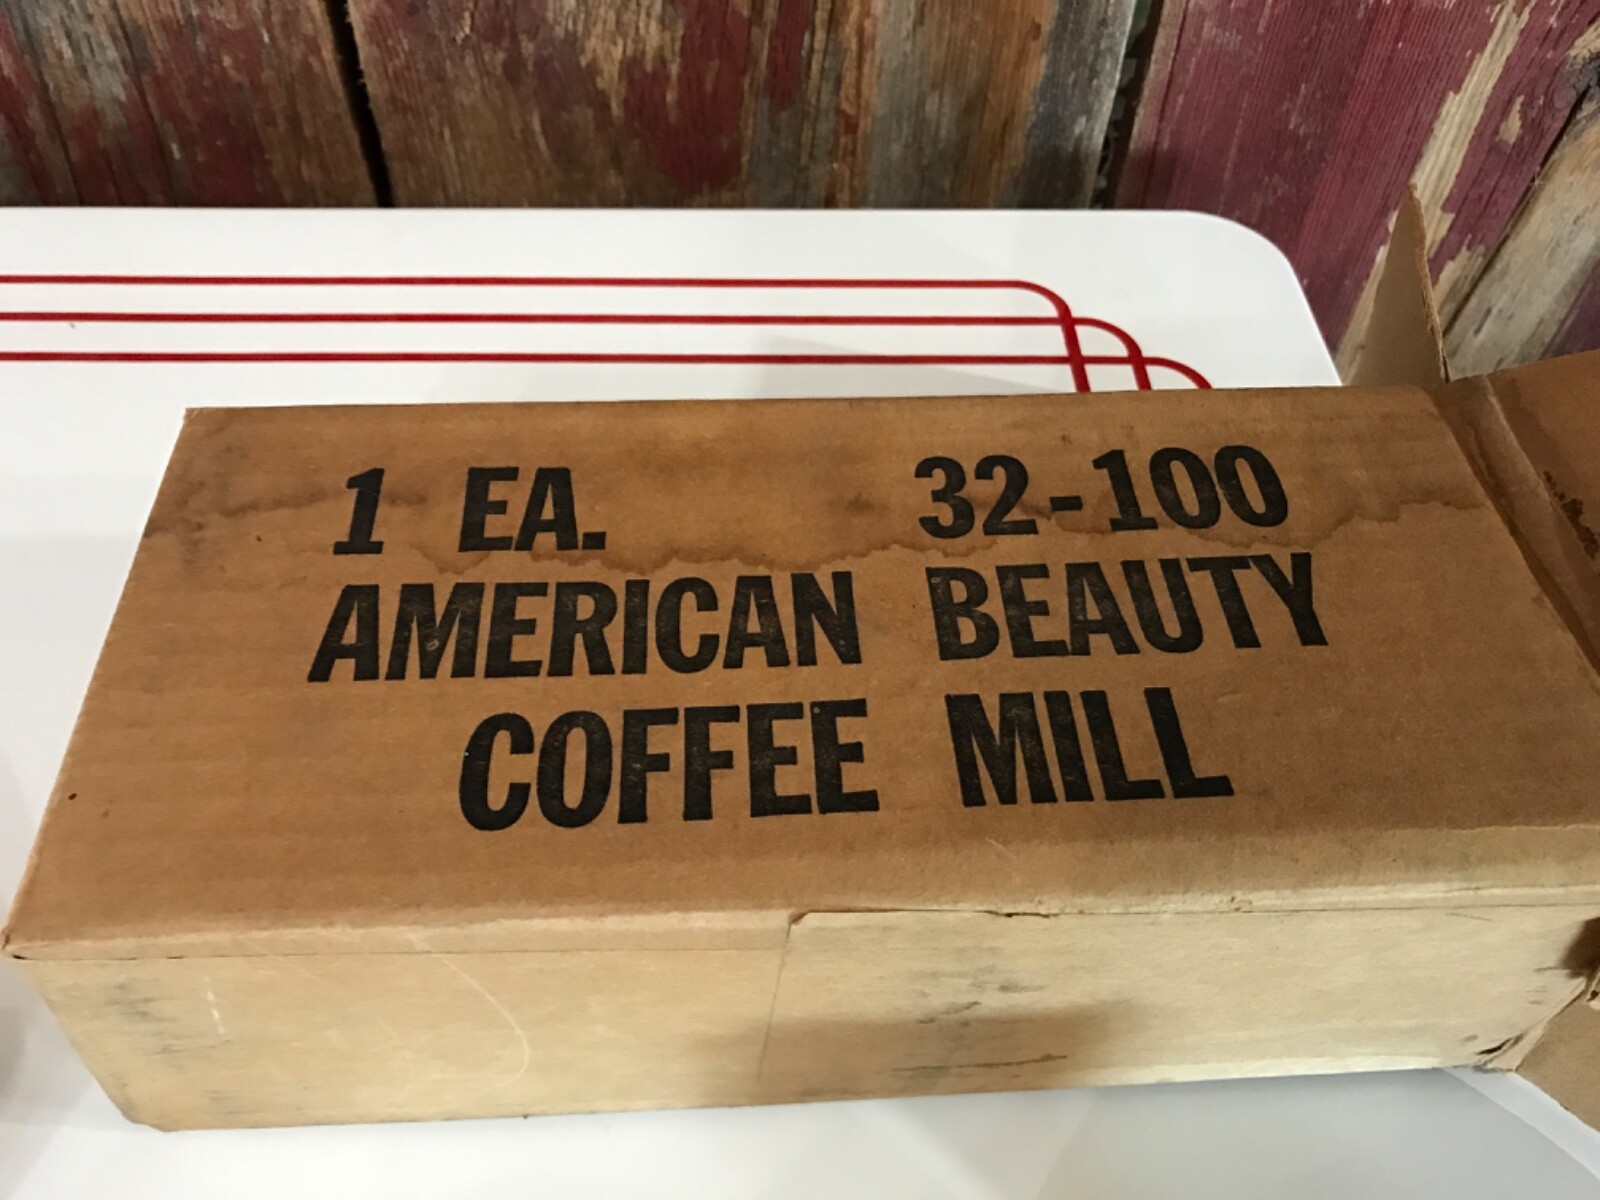 1 EA. 32-100
AMERICAN BEAUTY
COFFEE MILL